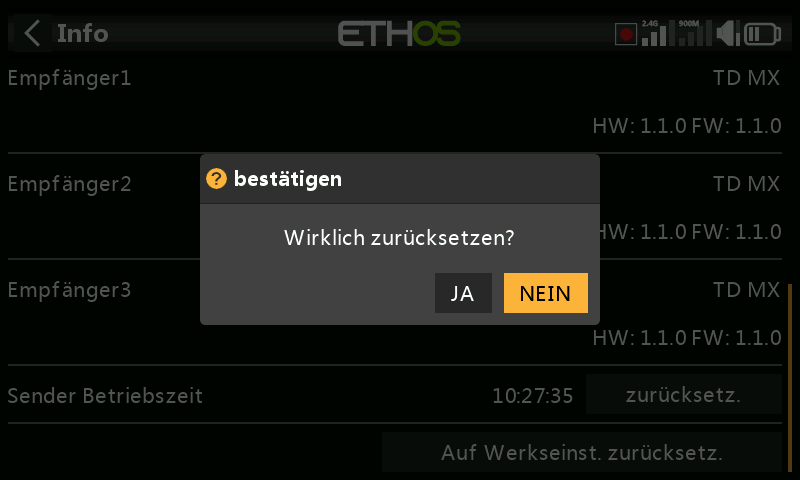 Info
ETHOS
2.4G
900M
Empfänger1
TD MX
HW: 1.1.0 FW: 1.1.0
? bestätigen
Empfänger2
TD MX
Wirklich zurücksetzen?
HW: 1.1.0 FW: 1.1.0
JA
NEIN
Empfänger3
TD MX
HW: 1.1.0 FW: 1.1.0
Sender Betriebszeit
10:27:35
zurücksetz.
Auf Werkseinst. zurücksetz.